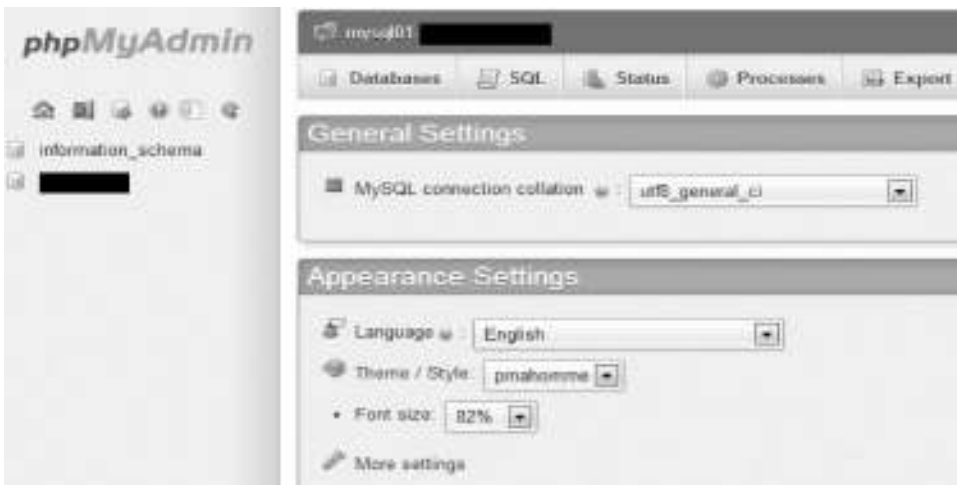 phpMyAdmin
information_schema
mysql01
Databases SQL Status Processes Export
General Settings
MySQL connection collation : utf8_general_ci
Appearance Settings
Language : English
Theme / Style: pmahomme
• Font size: 82%
More settings